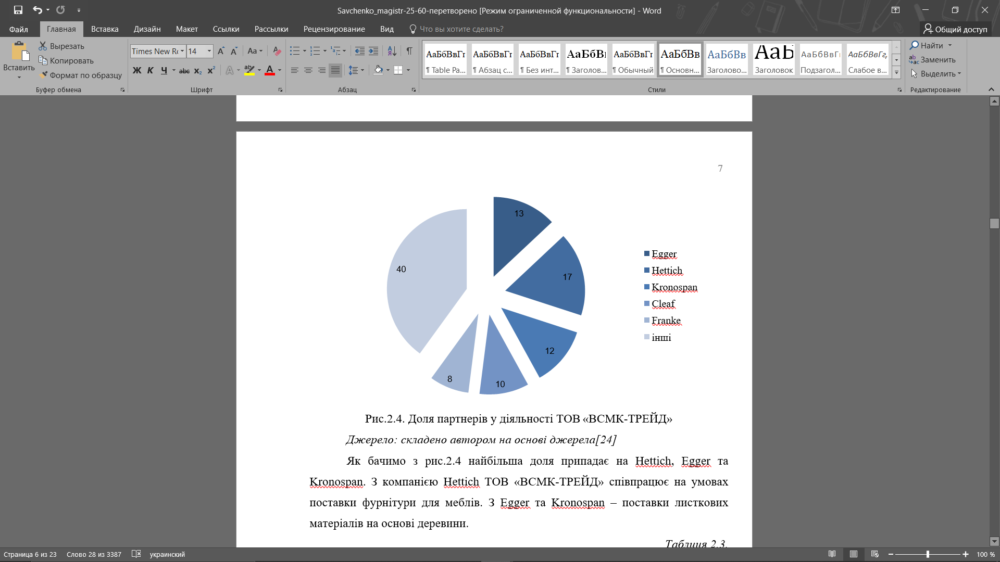 Savchenko_magistr-25-60-перетворено [Режим ограниченной функциональности] - Word
Файл Главная Вставка Дизайн Макет Ссылки Рассылки Рецензирование Вид Что вы хотите сделать? Общий доступ
Вставить
Вырезать
Копировать
Формат по образцу
Буфер обмена
Times New Rc 14
Aa
Ж К Ч abc x₂ x²
Шрифт
Абзац
АаБбВвГг АаБбВвГг АаБбВвГг АаБбВ АаБбВвГг АаБбВв АаБбВв АаБ АаБбВвГг АаБбВвГг
¶ Table Pa... ¶ Абзац с... ¶ Без инт... ¶ Заголов... ¶ Обычный ¶ Основн... Заголово... Заголовок Подзагол... Слабое в...
Стили
Найти
Заменить
Выделить
Редактирование
7
13
17
12
10
8
40
Egger
Hettich
Kronospan
Cleaf
Franke
інші
Рис.2.4. Доля партнерів у діяльності ТОВ «ВСМК-ТРЕЙД»
Джерело: складено автором на основі джерела[24]
Як бачимо з рис.2.4 найбільша доля припадає на Hettich, Egger та
Kronospan. З компанією Hettich ТОВ «ВСМК-ТРЕЙД» співпрацює на умовах
поставки фурнітури для меблів. З Egger та Kronospan – поставки листкових
матеріалів на основі деревини.
Таблиця 2.3.
Страница 6 из 23 Слово 28 из 3387 украинский 100 %